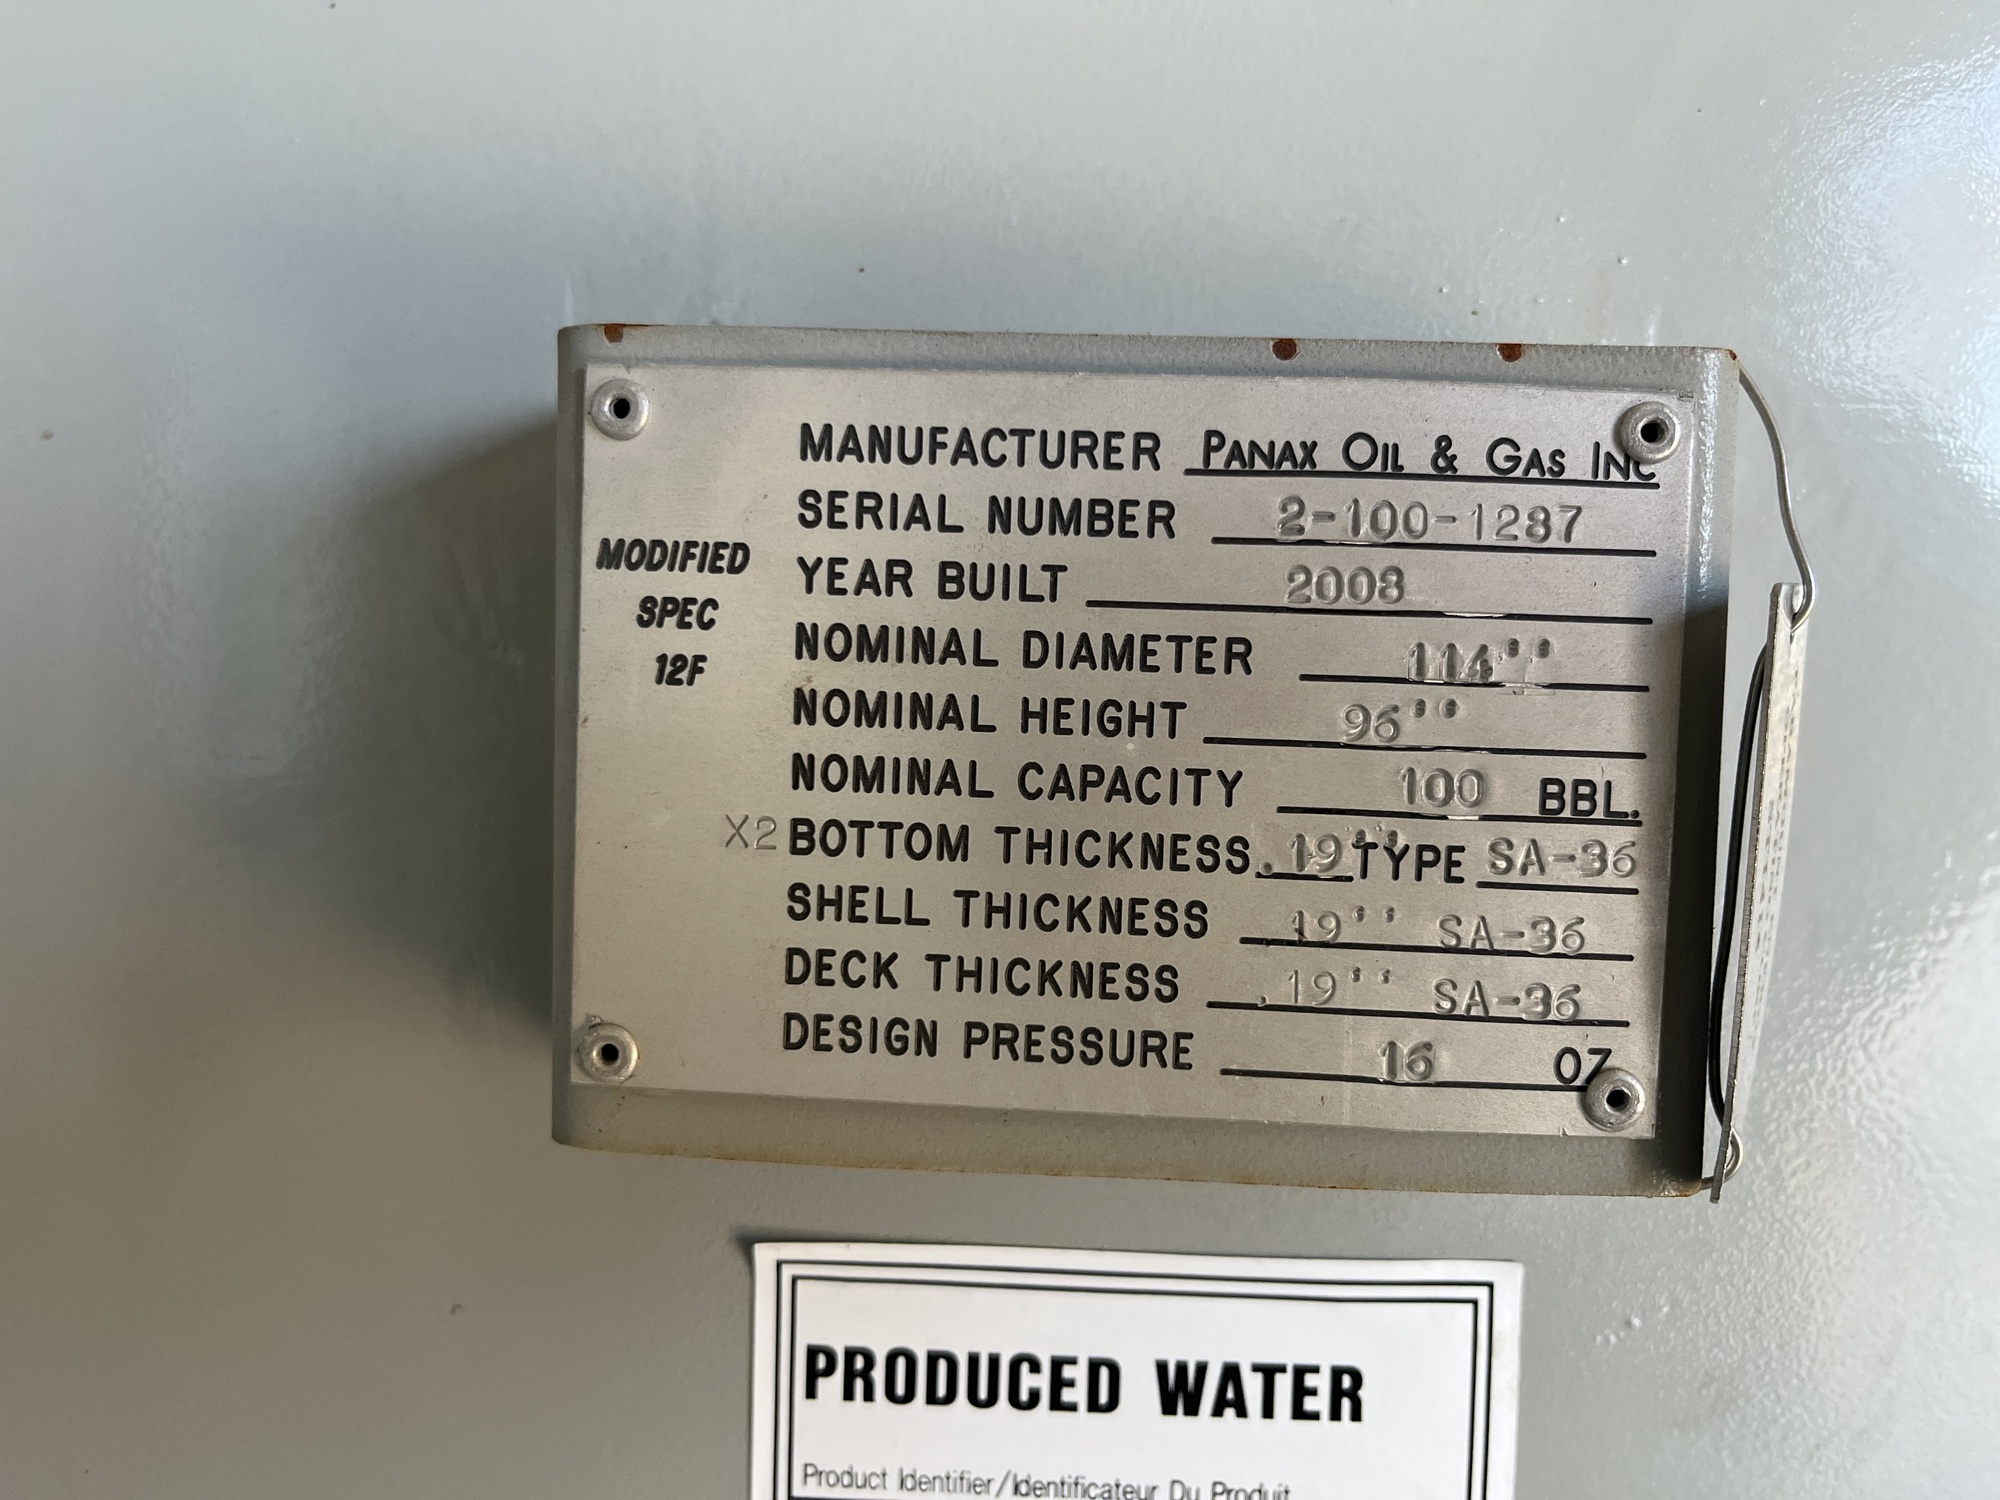 MANUFACTURER PANAX OIL & GAS INC
SERIAL NUMBER 2-100-1287
YEAR BUILT 2008
NOMINAL DIAMETER 114''
NOMINAL HEIGHT 96''
NOMINAL CAPACITY 100 BBL.
X2 BOTTOM THICKNESS .19'' TYPE SA-36
SHELL THICKNESS .19'' SA-36
DECK THICKNESS .19'' SA-36
DESIGN PRESSURE 16 OZ
MODIFIED
SPEC
12F
PRODUCED WATER
Product Identifier/Identificateur Du Produit